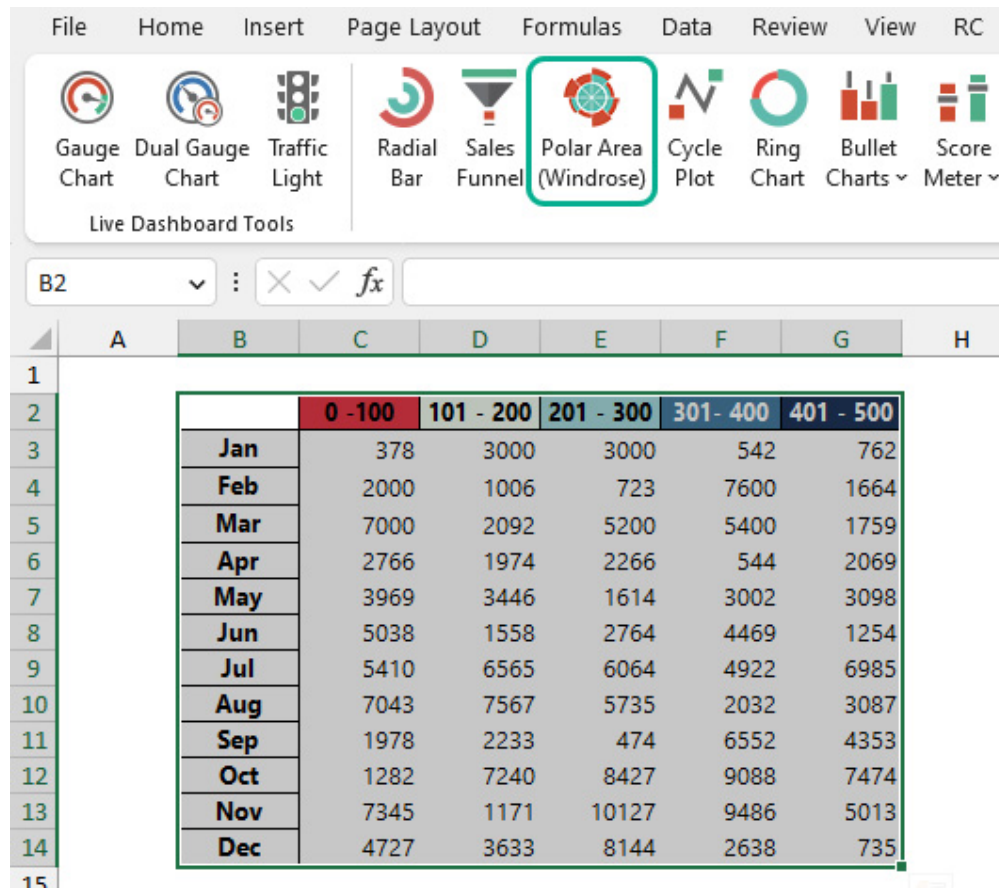 File Home Insert Page Layout Formulas Data Review View RC
Gauge Dual Gauge Traffic Radial Sales Polar Area Cycle Ring Bullet Score
Chart Chart Light Bar Funnel (Windrose) Plot Chart Charts Meter
Live Dashboard Tools
B2 fx
A B C D E F G H
1
2 0 -100 101 - 200 201 - 300 301- 400 401 - 500
3 Jan 378 3000 3000 542 762
4 Feb 2000 1006 723 7600 1664
5 Mar 7000 2092 5200 5400 1759
6 Apr 2766 1974 2266 544 2069
7 May 3969 3446 1614 3002 3098
8 Jun 5038 1558 2764 4469 1254
9 Jul 5410 6565 6064 4922 6985
10 Aug 7043 7567 5735 2032 3087
11 Sep 1978 2233 474 6552 4353
12 Oct 1282 7240 8427 9088 7474
13 Nov 7345 1171 10127 9486 5013
14 Dec 4727 3633 8144 2638 735
15